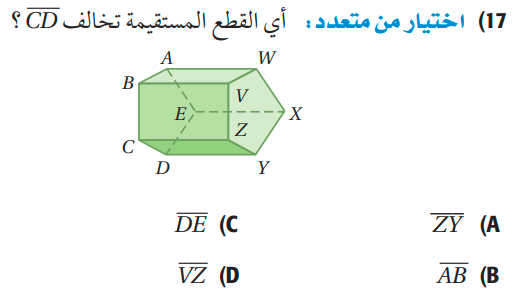 17) اختيار من متعدد: أي القطع المستقيمة تخالف $\overline{CD}$ ؟
A W
B V
E X
Z
C
D Y
A) $\overline{ZY}$ C) $\overline{DE}$
B) $\overline{AB}$ D) $\overline{VZ}$